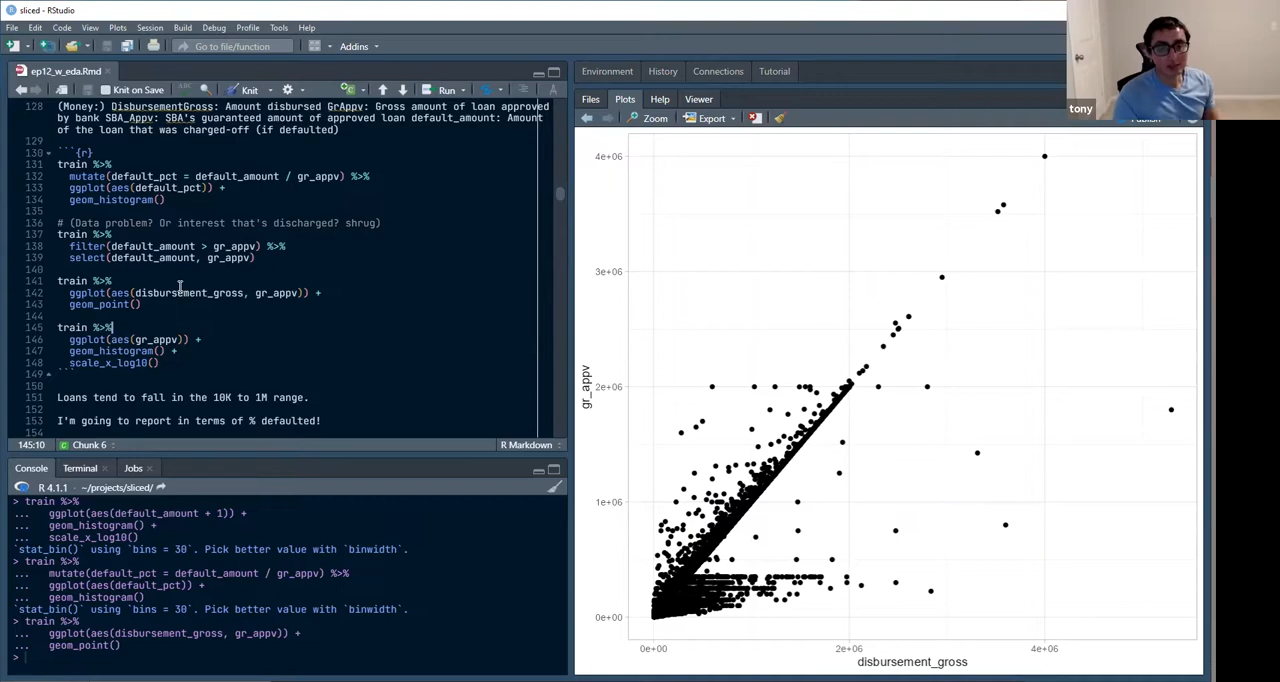 sliced - RStudio
File Edit Code View Plots Session Build Debug Profile Tools Help
Go to file/function Addins
ep12_w_eda.Rmd
Knit on Save Knit Run
128 (Money:) DisbursementGross: Amount disbursed GrAppv: Gross amount of loan approved
by bank SBA_Appv: SBA's guaranteed amount of approved loan default_amount: Amount
of the loan that was charged-off (if defaulted)
129
130 ```{r}
131 train %>%
132 mutate(default_pct = default_amount / gr_appv) %>%
133 ggplot(aes(default_pct)) +
134 geom_histogram()
135
136 # (Data problem? Or interest that's discharged? shrug)
137 train %>%
138 filter(default_amount > gr_appv) %>%
139 select(default_amount, gr_appv)
140
141 train %>%
142 ggplot(aes(disbursement_gross, gr_appv)) +
143 geom_point()
144
145 train %>%
146 ggplot(aes(gr_appv)) +
147 geom_histogram() +
148 scale_x_log10()
149 ```
150
151 Loans tend to fall in the 10K to 1M range.
152
153 I'm going to report in terms of % defaulted!
154
145:10 Chunk 6 R Markdown
Console Terminal Jobs
R 4.1.1 · ~/projects/sliced/
> train %>%
... ggplot(aes(default_amount + 1)) +
... geom_histogram() +
... scale_x_log10()
`stat_bin()` using `bins = 30`. Pick better value with `binwidth`.
> train %>%
... mutate(default_pct = default_amount / gr_appv) %>%
... ggplot(aes(default_pct)) +
... geom_histogram()
`stat_bin()` using `bins = 30`. Pick better value with `binwidth`.
> train %>%
... ggplot(aes(disbursement_gross, gr_appv)) +
... geom_point()
>
Environment History Connections Tutorial
Files Plots Help Viewer
Zoom Export Publish
tony
4e+06
3e+06
2e+06
1e+06
0e+00
gr_appv
0e+00 2e+06 4e+06
disbursement_gross